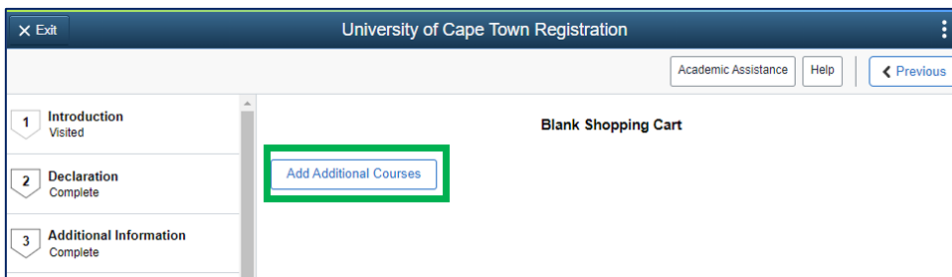 Exit
University of Cape Town Registration
Academic Assistance
Help
Previous
1
Introduction
Visited
Blank Shopping Cart
Add Additional Courses
2
Declaration
Complete
3
Additional Information
Complete